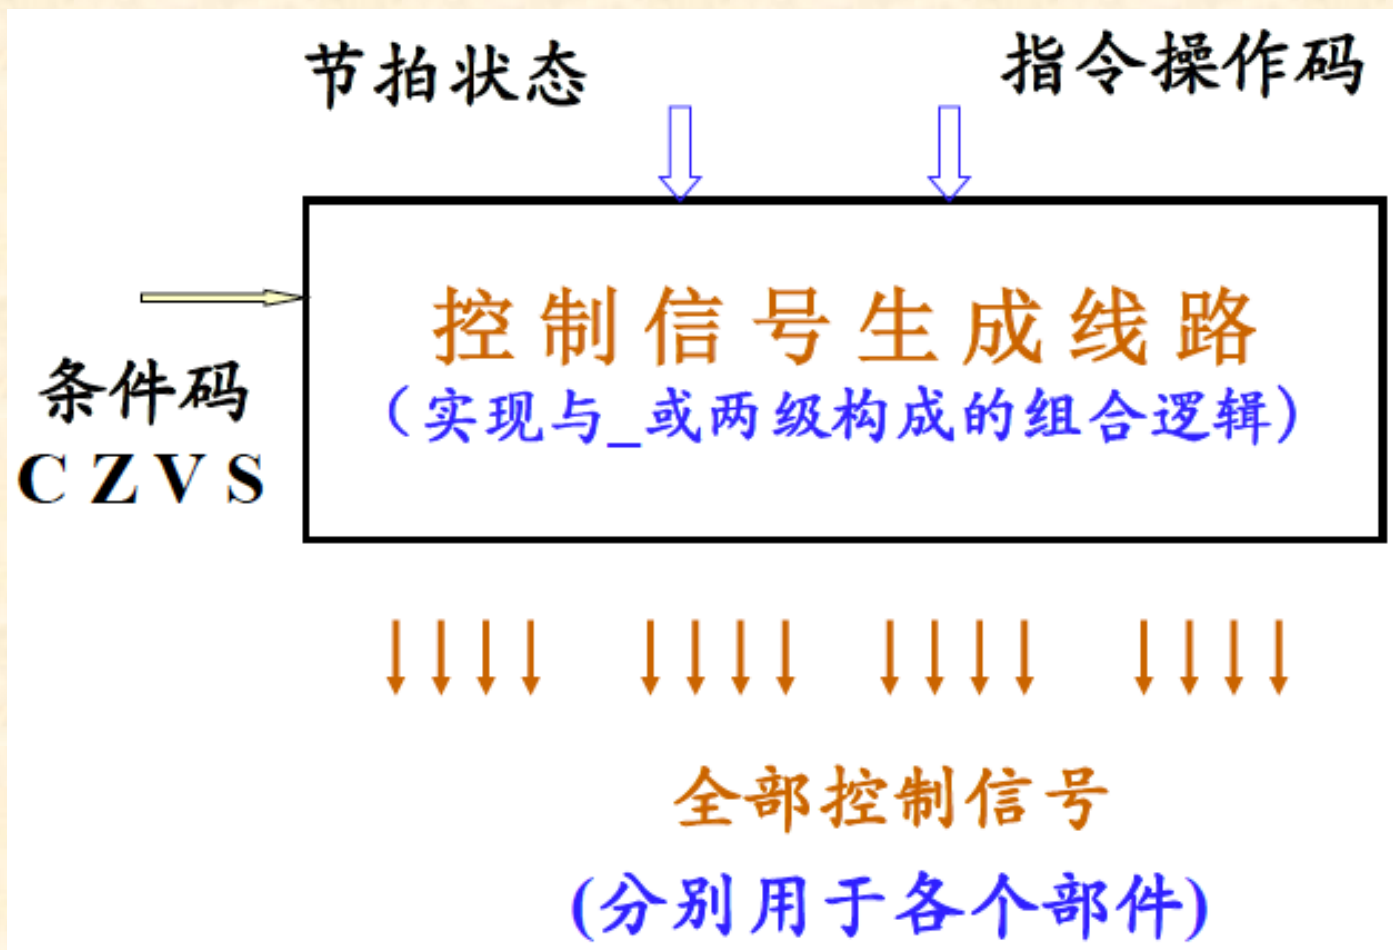 节拍状态
指令操作码
控制信号生成线路
（实现与_或两级构成的组合逻辑）
条件码
C Z V S
全部控制信号
(分别用于各个部件)